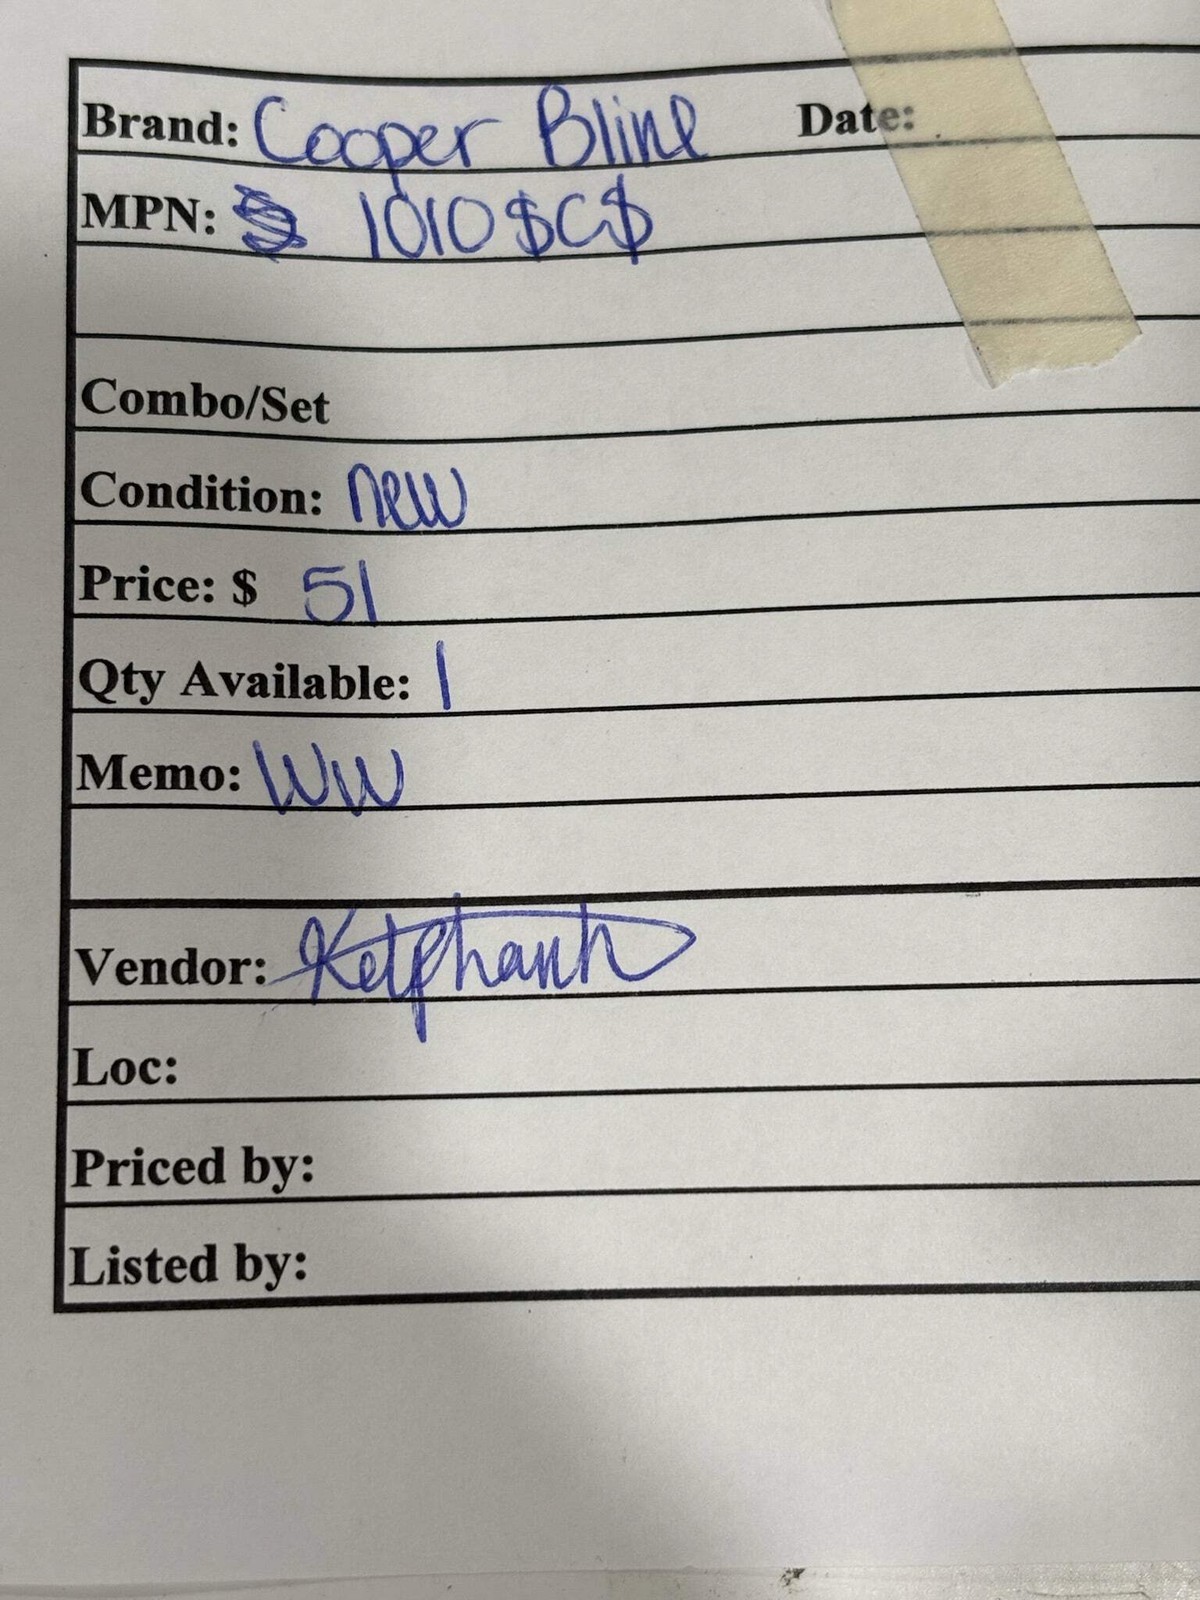 Brand: Cooper Bline Date:
MPN: 1010$C$
Combo/Set
Condition: new
Price: $ 51
Qty Available: 1
Memo: WW
Vendor:
Loc:
Priced by:
Listed by: